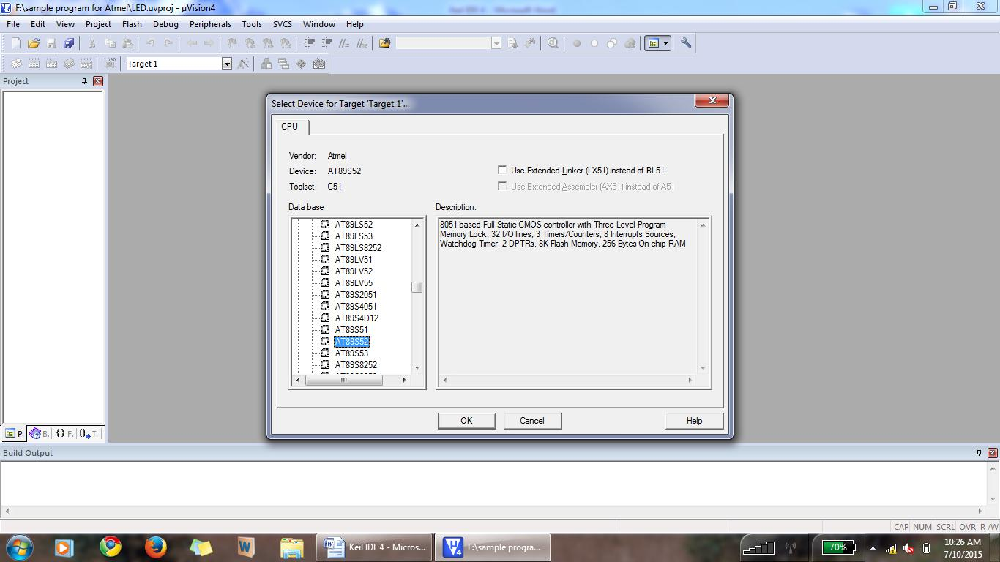 F:\sample program for Atmel\LED.uvproj - µVision4
File Edit View Project Flash Debug Peripherals Tools SVCS Window Help
LOAD
Target 1
Project
Select Device for Target 'Target 1'...
CPU
Vendor: Atmel
Device: AT89S52
Toolset: C51
Use Extended Linker (LX51) instead of BL51
Use Extended Assembler (AX51) instead of A51
Data base
AT89LS52
AT89LS53
AT89LS8252
AT89LV51
AT89LV52
AT89LV55
AT89S2051
AT89S4051
AT89S4D12
AT89S51
AT89S52
AT89S53
AT89S8252
Description:
8051 based Full Static CMOS controller with Three-Level Program
Memory Lock, 32 I/O lines, 3 Timers/Counters, 8 Interrupts Sources,
Watchdog Timer, 2 DPTRs, 8K Flash Memory, 256 Bytes On-chip RAM
OK Cancel Help
P. B. {} F. T.
Build Output
CAP NUM SCRL OVR R /W
Keil IDE 4 - Micros...
F:\sample progra...
70%
10:26 AM
7/10/2015